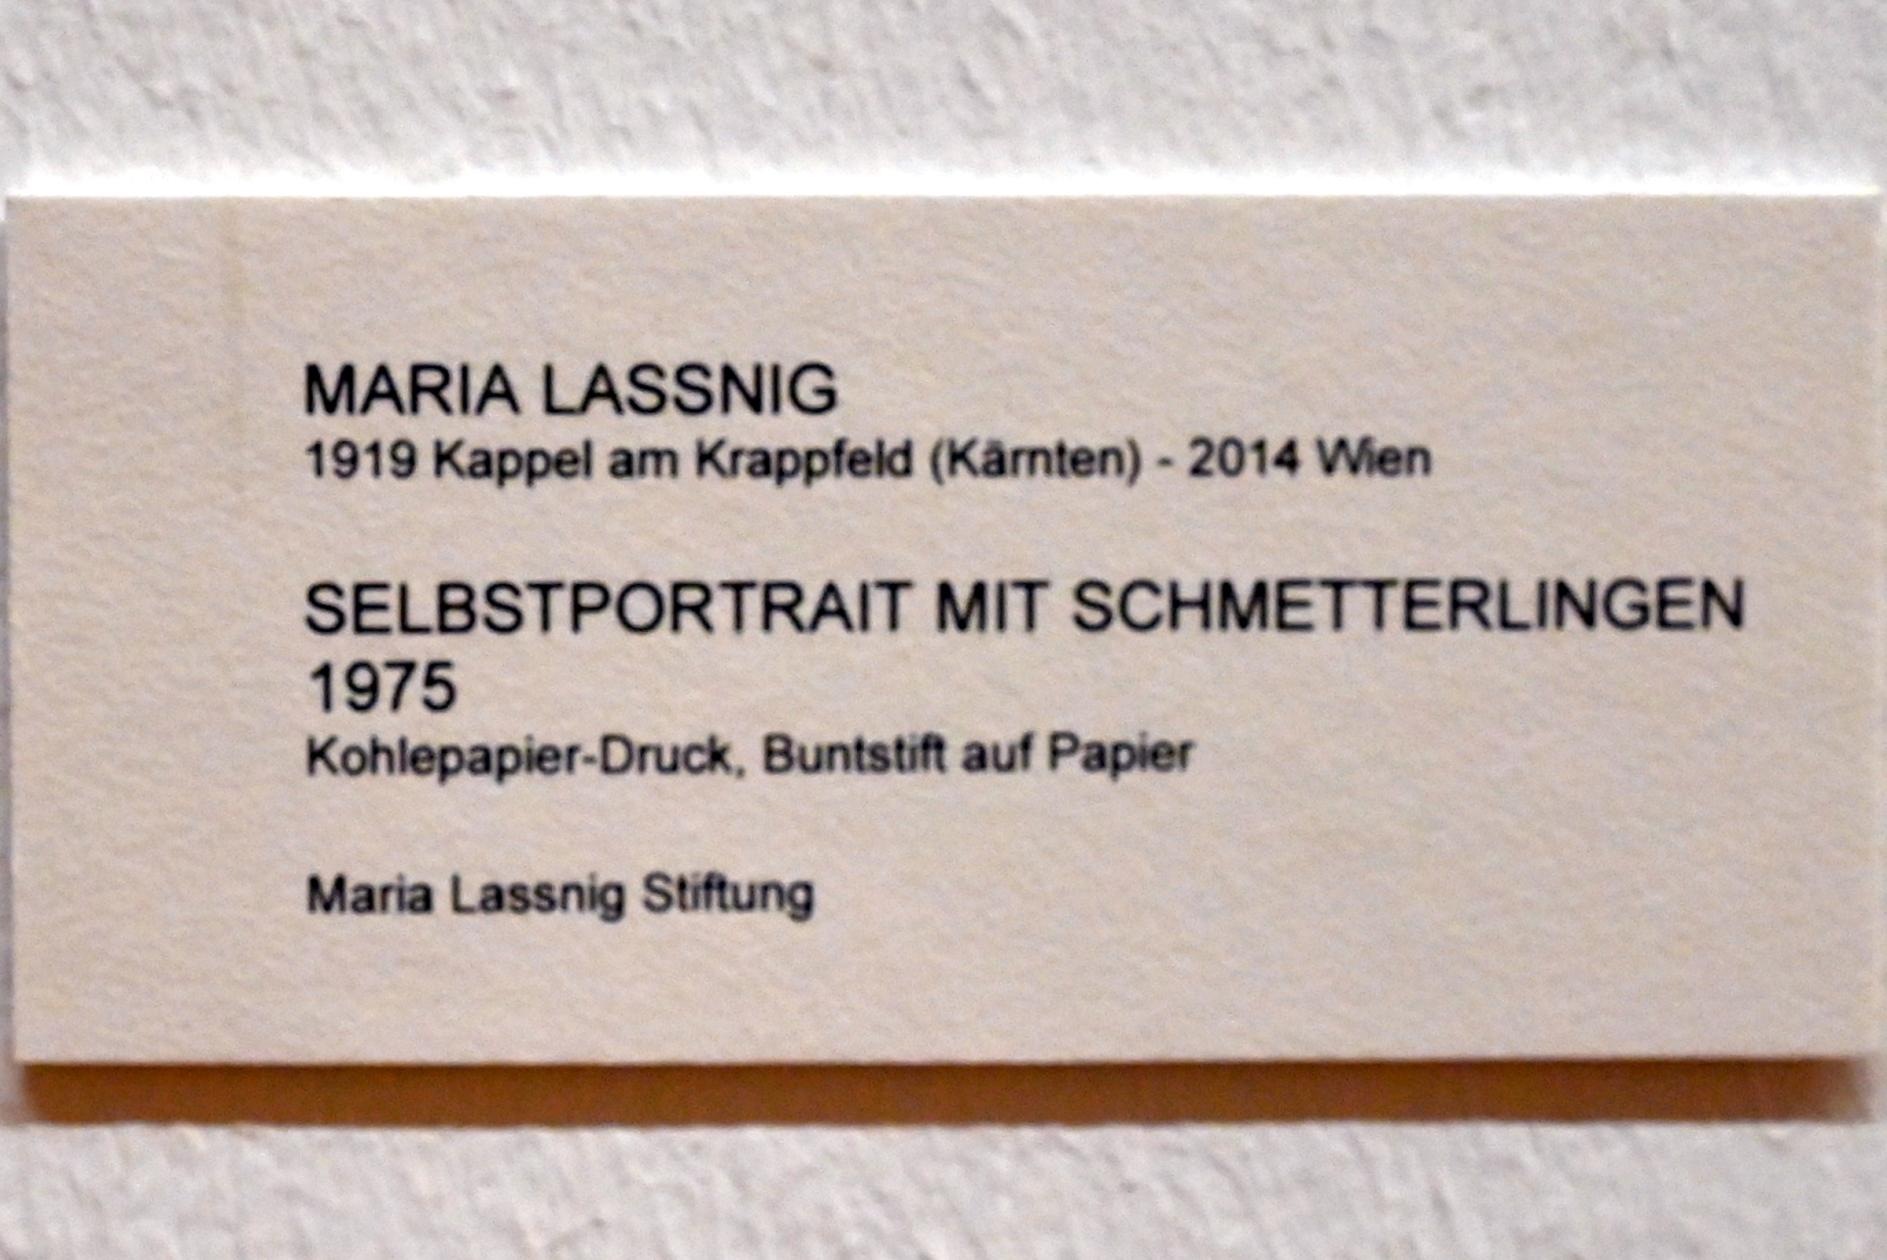 MARIA LASSNIG
1919 Kappel am Krappfeld (Kärnten) - 2014 Wien
SELBSTPORTRAIT MIT SCHMETTERLINGEN
1975
Kohlepapier-Druck, Buntstift auf Papier
Maria Lassnig Stiftung